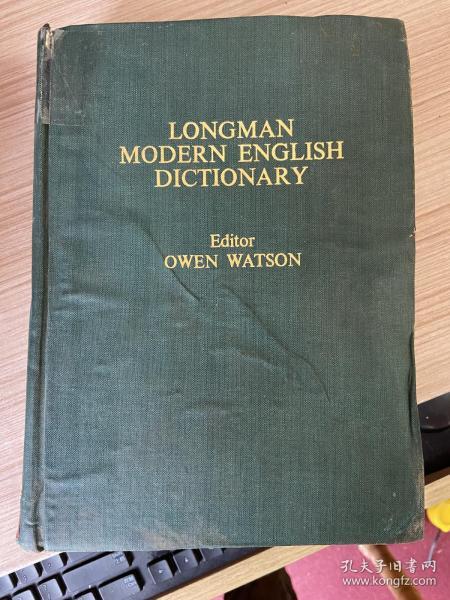 LONGMAN
MODERN ENGLISH
DICTIONARY
Editor
OWEN WATSON
孔夫子旧书网
www.kongfz.com